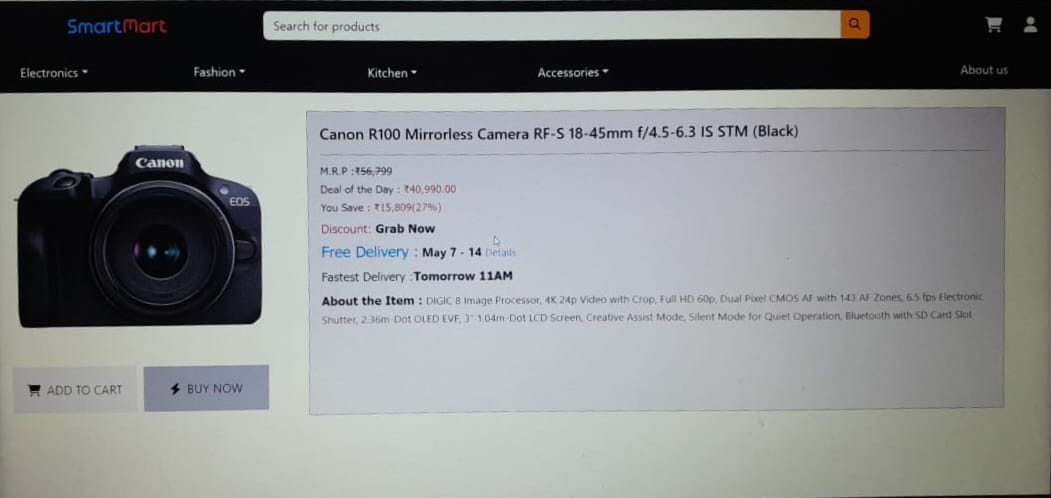 SmartMart
Search for products
Electronics
Fashion
Kitchen
Accessories
About us
Canon
EOS
Canon R100 Mirrorless Camera RF-S 18-45mm f/4.5-6.3 IS STM (Black)
M.R.P :₹56,799
Deal of the Day : ₹40,990.00
You Save : ₹15,809(27%)
Discount: Grab Now
Free Delivery : May 7 - 14 Details
Fastest Delivery :Tomorrow 11AM
About the Item : DIGIC 8 Image Processor, 4K 24p Video with Crop, Full HD 60p, Dual Pixel CMOS AF with 143 AF Zones, 6.5 fps Electronic
Shutter, 2.36m-Dot OLED EVF, 3" 1.04m-Dot LCD Screen, Creative Assist Mode, Silent Mode for Quiet Operation, Bluetooth with SD Card Slot
ADD TO CART
BUY NOW